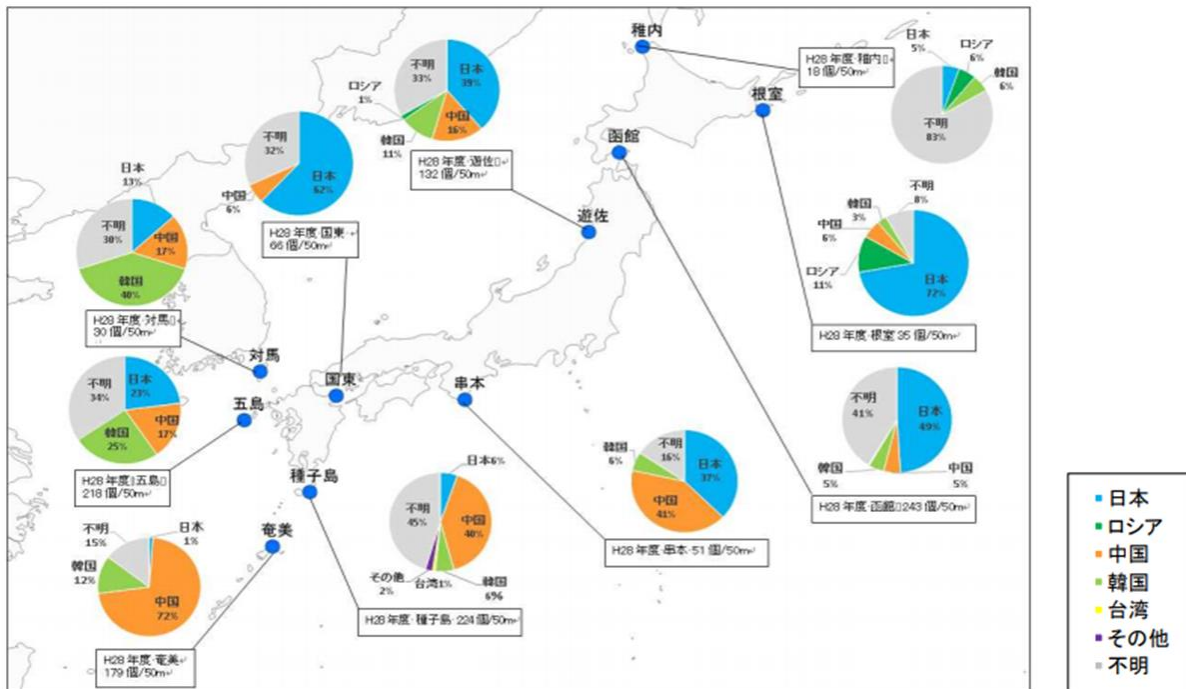 稚内
H28 年度･稚内
18 個/50m
日本
5%
ロシア
6%
韓国
6%
不明
83%
根室
函館
不明
33%
日本
39%
ロシア
1%
中国
16%
韓国
11%
H28 年度･遊佐
132 個/50m
遊佐
不明
32%
日本
62%
中国
6%
H28 年度･国東
66 個/50m
日本
13%
不明
30%
中国
17%
韓国
40%
H28 年度･対馬
30 個/50m
不明
8%
韓国
3%
中国
6%
ロシア
11%
日本
72%
H28 年度･根室 35 個/50m
対馬
国東
串本
五島
種子島
奄美
不明
34%
日本
23%
中国
17%
韓国
25%
H28 年度 五島
218 個/50m
不明
41%
日本
49%
韓国
5%
中国
5%
H28 年度･函館 243 個/50m
韓国
6%
不明
16%
日本
37%
中国
41%
H28 年度･串本･51 個/50m
日本6%
不明
45%
中国
40%
その他
2%
台湾1%
韓国
6%
H28 年度･種子島･224 個/50m
不明
15%
日本
1%
韓国
12%
中国
72%
H28 年度･奄美
179 個/50m
日本
ロシア
中国
韓国
台湾
その他
不明